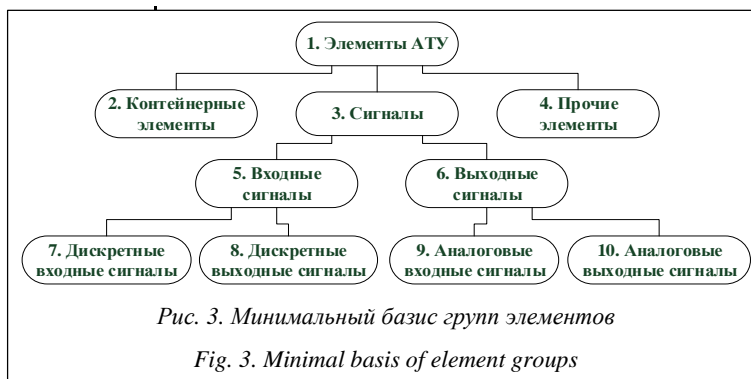 1. Элементы АТУ
2. Контейнерные
элементы
3. Сигналы
4. Прочие
элементы
5. Входные
сигналы
6. Выходные
сигналы
7. Дискретные
входные сигналы
8. Дискретные
выходные сигналы
9. Аналоговые
входные сигналы
10. Аналоговые
выходные сигналы
Рис. 3. Минимальный базис групп элементов
Fig. 3. Minimal basis of element groups